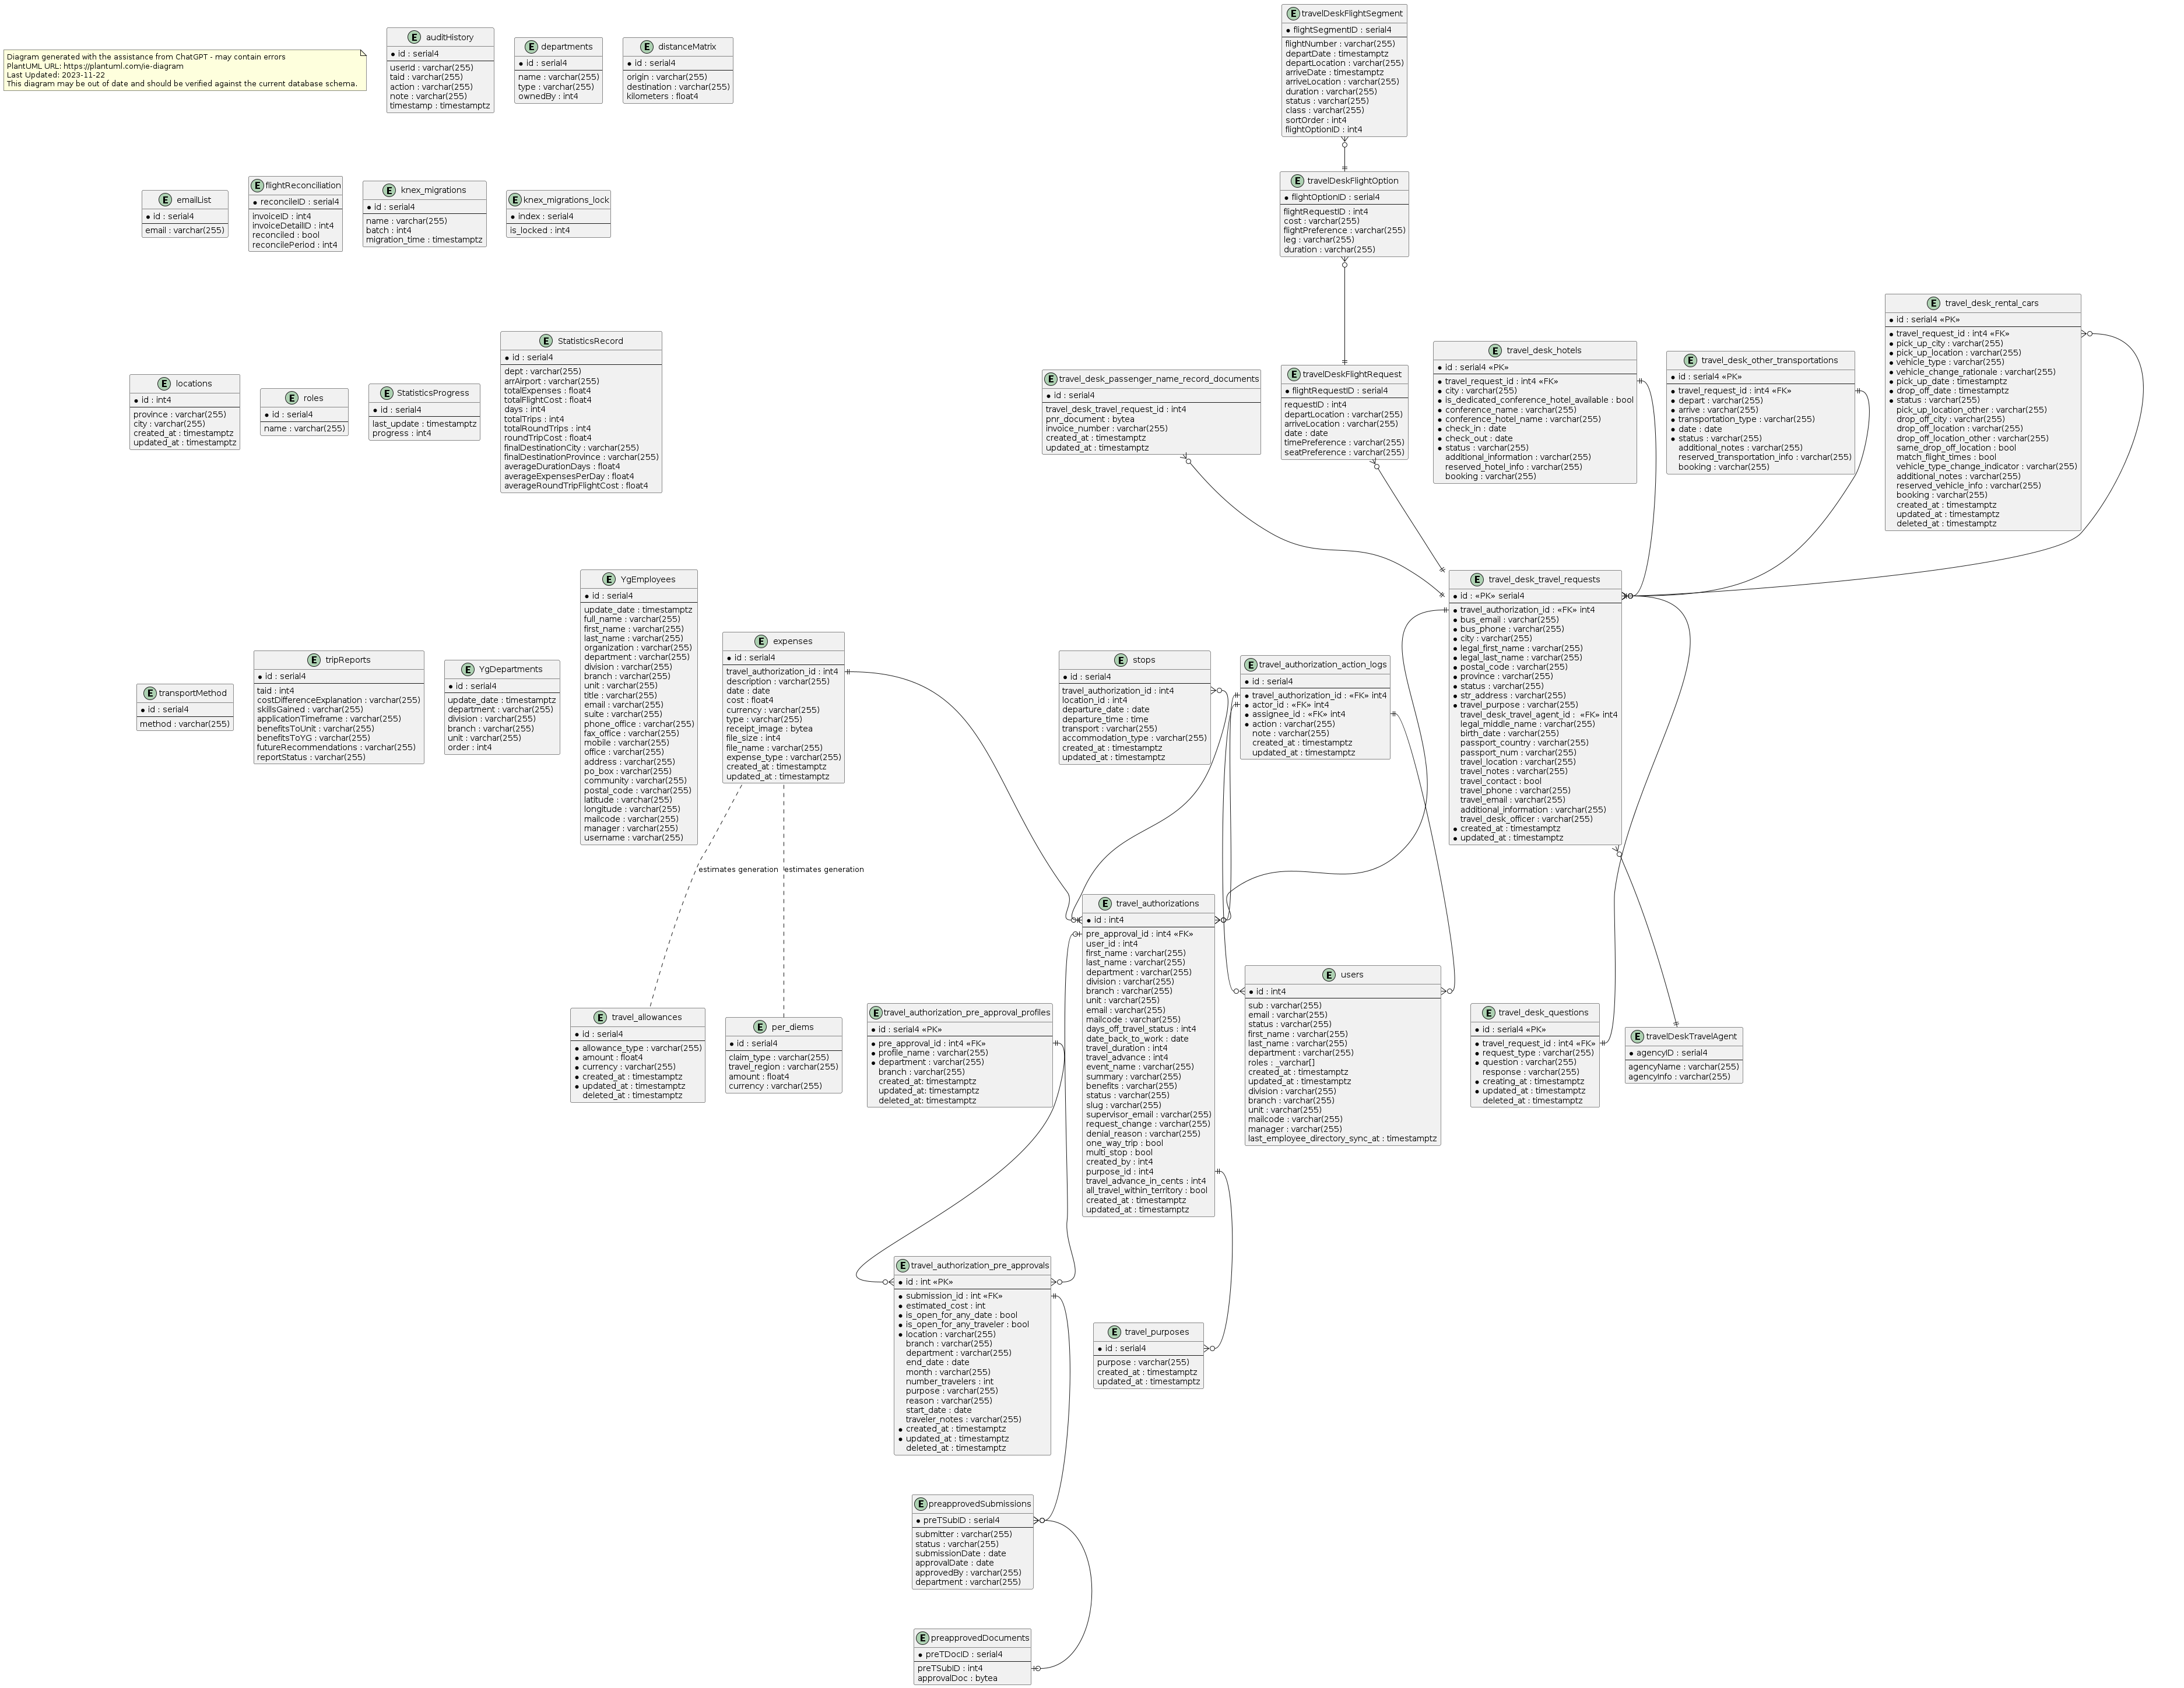 Diagram generated with the assistance from ChatGPT - may contain errors
PlantUML URL: https://plantuml.com/ie-diagram
Last Updated: 2023-11-22
This diagram may be out of date and should be verified against the current database schema.
E auditHistory
id : serial4
userId : varchar(255)
taid : varchar(255)
action : varchar(255)
note : varchar(255)
timestamp : timestamptz
E departments
id : serial4
name : varchar(255)
type : varchar(255)
ownedBy : int4
E distanceMatrix
id : serial4
origin : varchar(255)
destination : varchar(255)
kilometers : float4
E travelDeskFlightSegment
flightSegmentID : serial4
flightNumber : varchar(255)
departDate : timestamptz
departLocation : varchar(255)
arriveDate : timestamptz
arriveLocation : varchar(255)
duration : varchar(255)
status : varchar(255)
class : varchar(255)
sortOrder : int4
flightOptionID : int4
E emailList
id : serial4
email : varchar(255)
E flightReconciliation
reconcileID : serial4
invoiceID : int4
invoiceDetailID : int4
reconciled : bool
reconcilePeriod : int4
E knex_migrations
id : serial4
name : varchar(255)
batch : int4
migration_time : timestamptz
E knex_migrations_lock
index : serial4
is_locked : int4
E travelDeskFlightOption
flightOptionID : serial4
flightRequestID : int4
cost : varchar(255)
flightPreference : varchar(255)
leg : varchar(255)
duration : varchar(255)
E locations
id : int4
province : varchar(255)
city : varchar(255)
created_at : timestamptz
updated_at : timestamptz
E roles
id : serial4
name : varchar(255)
E StatisticsProgress
id : serial4
last_update : timestamptz
progress : int4
E StatisticsRecord
id : serial4
dept : varchar(255)
arrAirport : varchar(255)
totalExpenses : float4
totalFlightCost : float4
days : int4
totalTrips : int4
totalRoundTrips : int4
roundTripCost : float4
finalDestinationCity : varchar(255)
finalDestinationProvince : varchar(255)
averageDurationDays : float4
averageExpensesPerDay : float4
averageRoundTripFlightCost : float4
E travel_desk_passenger_name_record_documents
id : serial4
travel_desk_travel_request_id : int4
pnr_document : bytea
invoice_number : varchar(255)
created_at : timestamptz
updated_at : timestamptz
E travelDeskFlightRequest
flightRequestID : serial4
requestID : int4
departLocation : varchar(255)
arriveLocation : varchar(255)
date : date
timePreference : varchar(255)
seatPreference : varchar(255)
E travel_desk_hotels
id : serial4 «PK»
travel_request_id : int4 «FK»
city : varchar(255)
is_dedicated_conference_hotel_available : bool
conference_name : varchar(255)
conference_hotel_name : varchar(255)
check_in : date
check_out : date
status : varchar(255)
additional_information : varchar(255)
reserved_hotel_info : varchar(255)
booking : varchar(255)
E travel_desk_other_transportations
id : serial4 «PK»
travel_request_id : int4 «FK»
depart : varchar(255)
arrive : varchar(255)
transportation_type : varchar(255)
date : date
status : varchar(255)
additional_notes : varchar(255)
reserved_transportation_info : varchar(255)
booking : varchar(255)
E travel_desk_rental_cars
id : serial4 «PK»
travel_request_id : int4 «FK»
pick_up_city : varchar(255)
pick_up_location : varchar(255)
vehicle_type : varchar(255)
vehicle_change_rationale : varchar(255)
pick_up_date : timestamptz
drop_off_date : timestamptz
status : varchar(255)
pick_up_location_other : varchar(255)
drop_off_city : varchar(255)
drop_off_location : varchar(255)
drop_off_location_other : varchar(255)
same_drop_off_location : bool
match_flight_times : bool
vehicle_type_change_indicator : varchar(255)
additional_notes : varchar(255)
reserved_vehicle_info : varchar(255)
booking : varchar(255)
created_at : timestamptz
updated_at : timestamptz
deleted_at : timestamptz
E transportMethod
id : serial4
method : varchar(255)
E tripReports
id : serial4
taid : int4
costDifferenceExplanation : varchar(255)
skillsGained : varchar(255)
applicationTimeframe : varchar(255)
benefitsToUnit : varchar(255)
benefitsToYG : varchar(255)
futureRecommendations : varchar(255)
reportStatus : varchar(255)
E YgDepartments
id : serial4
update_date : timestamptz
department : varchar(255)
division : varchar(255)
branch : varchar(255)
unit : varchar(255)
order : int4
E YgEmployees
id : serial4
update_date : timestamptz
full_name : varchar(255)
first_name : varchar(255)
last_name : varchar(255)
organization : varchar(255)
department : varchar(255)
division : varchar(255)
branch : varchar(255)
unit : varchar(255)
title : varchar(255)
email : varchar(255)
suite : varchar(255)
phone_office : varchar(255)
fax_office : varchar(255)
mobile : varchar(255)
office : varchar(255)
address : varchar(255)
po_box : varchar(255)
community : varchar(255)
postal_code : varchar(255)
latitude : varchar(255)
longitude : varchar(255)
mailcode : varchar(255)
manager : varchar(255)
username : varchar(255)
E expenses
id : serial4
travel_authorization_id : int4
description : varchar(255)
date : date
cost : float4
currency : varchar(255)
type : varchar(255)
receipt_image : bytea
file_size : int4
file_name : varchar(255)
expense_type : varchar(255)
created_at : timestamptz
updated_at : timestamptz
E stops
id : serial4
travel_authorization_id : int4
location_id : int4
departure_date : date
departure_time : time
transport : varchar(255)
accommodation_type : varchar(255)
created_at : timestamptz
updated_at : timestamptz
E travel_authorization_action_logs
id : serial4
travel_authorization_id : «FK» int4
actor_id : «FK» int4
assignee_id : «FK» int4
action : varchar(255)
note : varchar(255)
created_at : timestamptz
updated_at : timestamptz
E travel_desk_travel_requests
id : «PK» serial4
travel_authorization_id : «FK» int4
bus_email : varchar(255)
bus_phone : varchar(255)
city : varchar(255)
legal_first_name : varchar(255)
legal_last_name : varchar(255)
postal_code : varchar(255)
province : varchar(255)
status : varchar(255)
str_address : varchar(255)
travel_purpose : varchar(255)
travel_desk_travel_agent_id : «FK» int4
legal_middle_name : varchar(255)
birth_date : varchar(255)
passport_country : varchar(255)
passport_num : varchar(255)
travel_location : varchar(255)
travel_notes : varchar(255)
travel_contact : bool
travel_phone : varchar(255)
travel_email : varchar(255)
additional_information : varchar(255)
travel_desk_officer : varchar(255)
created_at : timestamptz
updated_at : timestamptz
estimates generation
estimates generation
E travel_allowances
id : serial4
allowance_type : varchar(255)
amount : float4
currency : varchar(255)
created_at : timestamptz
updated_at : timestamptz
deleted_at : timestamptz
E per_diems
id : serial4
claim_type : varchar(255)
travel_region : varchar(255)
amount : float4
currency : varchar(255)
E travel_authorization_pre_approval_profiles
id : serial4 «PK»
pre_approval_id : int4 «FK»
profile_name : varchar(255)
department : varchar(255)
branch : varchar(255)
created_at: timestamptz
updated_at: timestamptz
deleted_at: timestamptz
E travel_authorizations
id : int4
pre_approval_id : int4 «FK»
user_id : int4
first_name : varchar(255)
last_name : varchar(255)
department : varchar(255)
division : varchar(255)
branch : varchar(255)
unit : varchar(255)
email : varchar(255)
mailcode : varchar(255)
days_off_travel_status : int4
date_back_to_work : date
travel_duration : int4
travel_advance : int4
event_name : varchar(255)
summary : varchar(255)
benefits : varchar(255)
status : varchar(255)
slug : varchar(255)
supervisor_email : varchar(255)
request_change : varchar(255)
denial_reason : varchar(255)
one_way_trip : bool
multi_stop : bool
created_by : int4
purpose_id : int4
travel_advance_in_cents : int4
all_travel_within_territory : bool
created_at : timestamptz
updated_at : timestamptz
E users
id : int4
sub : varchar(255)
email : varchar(255)
status : varchar(255)
first_name : varchar(255)
last_name : varchar(255)
department : varchar(255)
roles : _varchar[]
created_at : timestamptz
updated_at : timestamptz
division : varchar(255)
branch : varchar(255)
unit : varchar(255)
mailcode : varchar(255)
manager : varchar(255)
last_employee_directory_sync_at : timestamptz
E travel_desk_questions
id : serial4 «PK»
travel_request_id : int4 «FK»
request_type : varchar(255)
question : varchar(255)
response : varchar(255)
creating_at : timestamptz
updated_at : timestamptz
deleted_at : timestamptz
E travelDeskTravelAgent
agencyID : serial4
agencyName : varchar(255)
agencyInfo : varchar(255)
E travel_authorization_pre_approvals
id : int «PK»
submission_id : int «FK»
estimated_cost : int
is_open_for_any_date : bool
is_open_for_any_traveler : bool
location : varchar(255)
branch : varchar(255)
department : varchar(255)
end_date : date
month : varchar(255)
number_travelers : int
purpose : varchar(255)
reason : varchar(255)
start_date : date
traveler_notes : varchar(255)
created_at : timestamptz
updated_at : timestamptz
deleted_at : timestamptz
E travel_purposes
id : serial4
purpose : varchar(255)
created_at : timestamptz
updated_at : timestamptz
E preapprovedSubmissions
preTSubID : serial4
submitter : varchar(255)
status : varchar(255)
submissionDate : date
approvalDate : date
approvedBy : varchar(255)
department : varchar(255)
E preapprovedDocuments
preTDocID : serial4
preTSubID : int4
approvalDoc : bytea